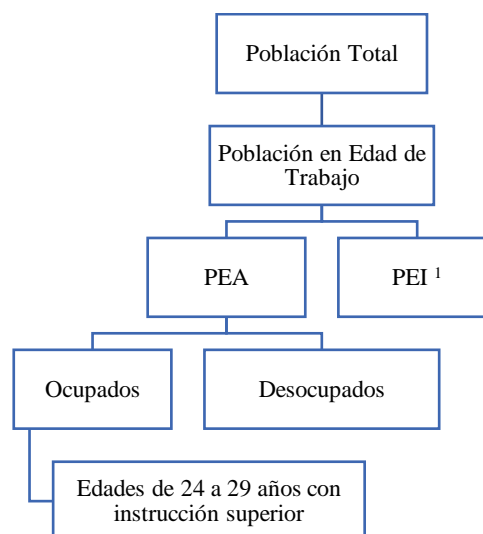 Población Total
Población en Edad de
Trabajo
PEA
PEI ¹
Ocupados
Desocupados
Edades de 24 a 29 años con
instrucción superior